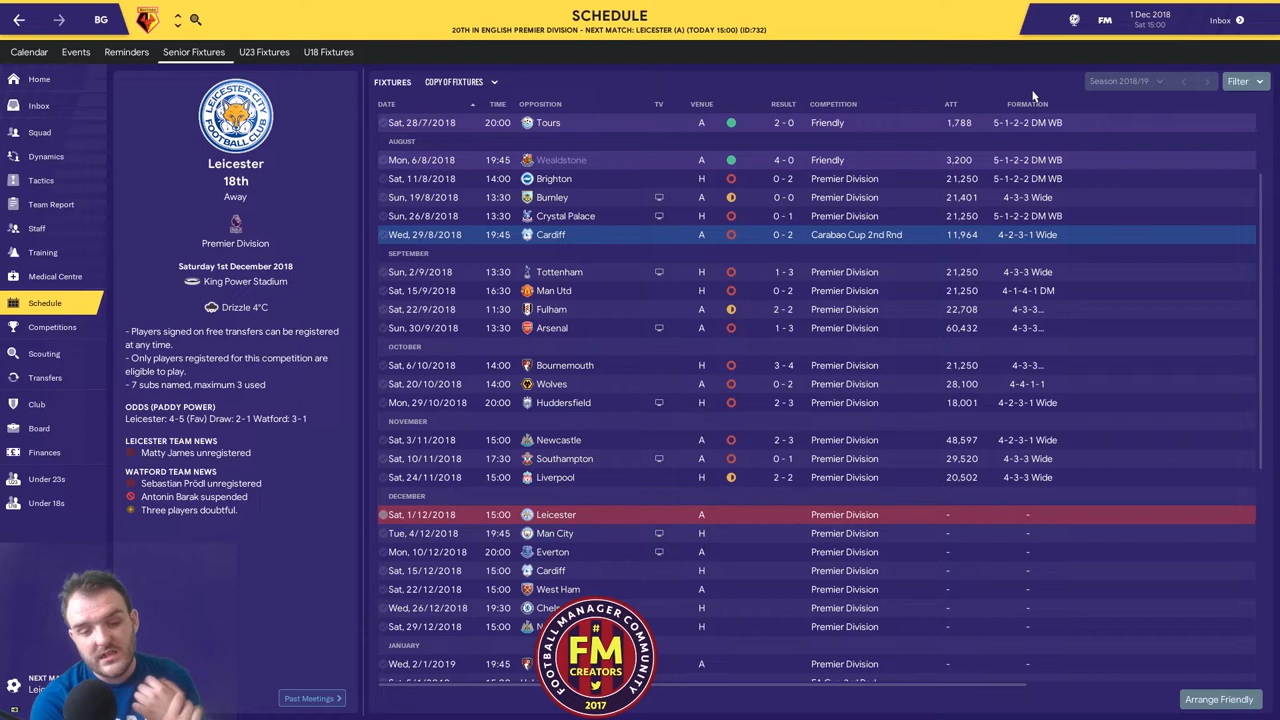 BG
SCHEDULE
20TH IN ENGLISH PREMIER DIVISION - NEXT MATCH: LEICESTER (A) (TODAY 15:00) (ID:732)
FM
1 Dec 2018
Sat 15:00
Inbox
Calendar Events Reminders Senior Fixtures U23 Fixtures U18 Fixtures
Home
Inbox
Squad
Dynamics
Tactics
Team Report
Staff
Training
Medical Centre
Schedule
Competitions
Scouting
Transfers
Club
Board
Finances
Under 23s
Under 18s
NEXT MA
Lei
LEICESTER CITY
FOOTBALL CLUB
Leicester
18th
Away
Premier Division
Saturday 1st December 2018
King Power Stadium
Drizzle 4°C
- Players signed on free transfers can be registered
at any time.
- Only players registered for this competition are
eligible to play.
- 7 subs named, maximum 3 used
ODDS (PADDY POWER)
Leicester: 4-5 (Fav) Draw: 2-1 Watford: 3-1
LEICESTER TEAM NEWS
Matty James unregistered
WATFORD TEAM NEWS
Sebastian Prödl unregistered
Antonin Barak suspended
Three players doubtful.
Past Meetings
FIXTURES COPY OF FIXTURES Season 2018/19 Filter
DATE TIME OPPOSITION TV VENUE RESULT COMPETITION ATT FORMATION
Sat, 28/7/2018 20:00 Tours A 2 - 0 Friendly 1,788 5-1-2-2 DM WB
AUGUST
Mon, 6/8/2018 19:45 Wealdstone A 4 - 0 Friendly 3,200 5-1-2-2 DM WB
Sat, 11/8/2018 14:00 Brighton H 0 - 2 Premier Division 21,250 5-1-2-2 DM WB
Sun, 19/8/2018 13:30 Burnley A 0 - 0 Premier Division 21,401 4-3-3 Wide
Sun, 26/8/2018 13:30 Crystal Palace H 0 - 1 Premier Division 21,250 5-1-2-2 DM WB
Wed, 29/8/2018 19:45 Cardiff A 0 - 2 Carabao Cup 2nd Rnd 11,964 4-2-3-1 Wide
SEPTEMBER
Sun, 2/9/2018 13:30 Tottenham H 1 - 3 Premier Division 21,250 4-3-3 Wide
Sat, 15/9/2018 16:30 Man Utd H 0 - 2 Premier Division 21,250 4-1-4-1 DM
Sat, 22/9/2018 11:30 Fulham A 2 - 2 Premier Division 22,708 4-3-3...
Sun, 30/9/2018 13:30 Arsenal A 1 - 3 Premier Division 60,432 4-3-3...
OCTOBER
Sat, 6/10/2018 14:00 Bournemouth H 3 - 4 Premier Division 21,250 4-3-3...
Sat, 20/10/2018 14:00 Wolves A 0 - 2 Premier Division 28,100 4-4-1-1
Mon, 29/10/2018 20:00 Huddersfield H 2 - 3 Premier Division 18,001 4-2-3-1 Wide
NOVEMBER
Sat, 3/11/2018 15:00 Newcastle A 2 - 3 Premier Division 48,597 4-2-3-1 Wide
Sat, 10/11/2018 17:30 Southampton A 0 - 1 Premier Division 29,520 4-3-3 Wide
Sat, 24/11/2018 15:00 Liverpool H 2 - 2 Premier Division 20,502 4-3-3 Wide
DECEMBER
Sat, 1/12/2018 15:00 Leicester A Premier Division - -
Tue, 4/12/2018 19:45 Man City H Premier Division - -
Mon, 10/12/2018 20:00 Everton A Premier Division - -
Sat, 15/12/2018 15:00 Cardiff H Premier Division - -
Sat, 22/12/2018 15:00 West Ham A Premier Division - -
Wed, 26/12/2018 19:30 Chels H Premier Division - -
Sat, 29/12/2018 15:00 N H Premier Division - -
JANUARY
Wed, 2/1/2019 19:45 A Premier Division - -
Arrange Friendly
FOOTBALL MANAGER COMMUNITY
#
FM
CREATORS
2017